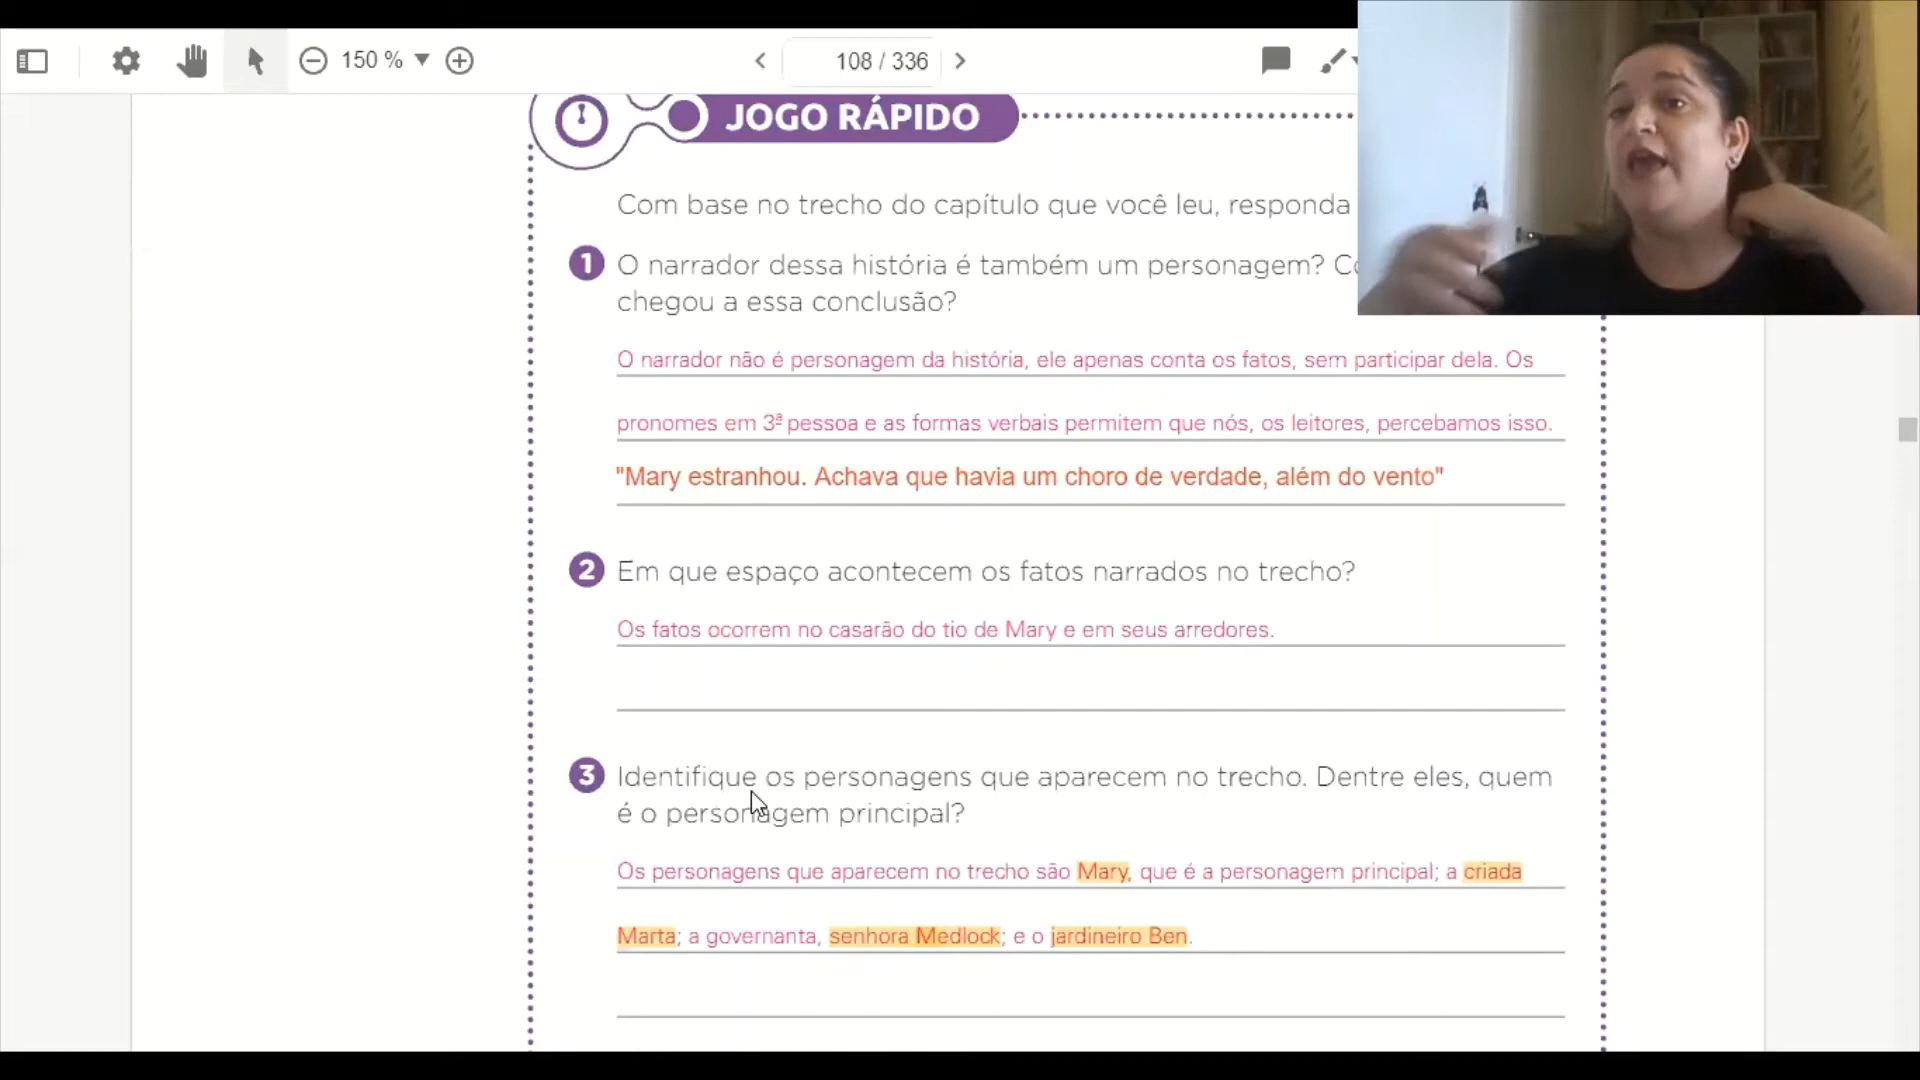 150 %
108 / 336
JOGO RÁPIDO
Com base no trecho do capítulo que você leu, responda
1 O narrador dessa história é também um personagem?
chegou a essa conclusão?
O narrador não é personagem da história, ele apenas conta os fatos, sem participar dela. Os
pronomes em 3ª pessoa e as formas verbais permitem que nós, os leitores, percebamos isso.
"Mary estranhou. Achava que havia um choro de verdade, além do vento"
2 Em que espaço acontecem os fatos narrados no trecho?
Os fatos ocorrem no casarão do tio de Mary e em seus arredores.
3 Identifique os personagens que aparecem no trecho. Dentre eles, quem
é o personagem principal?
Os personagens que aparecem no trecho são Mary, que é a personagem principal; a criada
Marta; a governanta, senhora Medlock; e o jardineiro Ben.